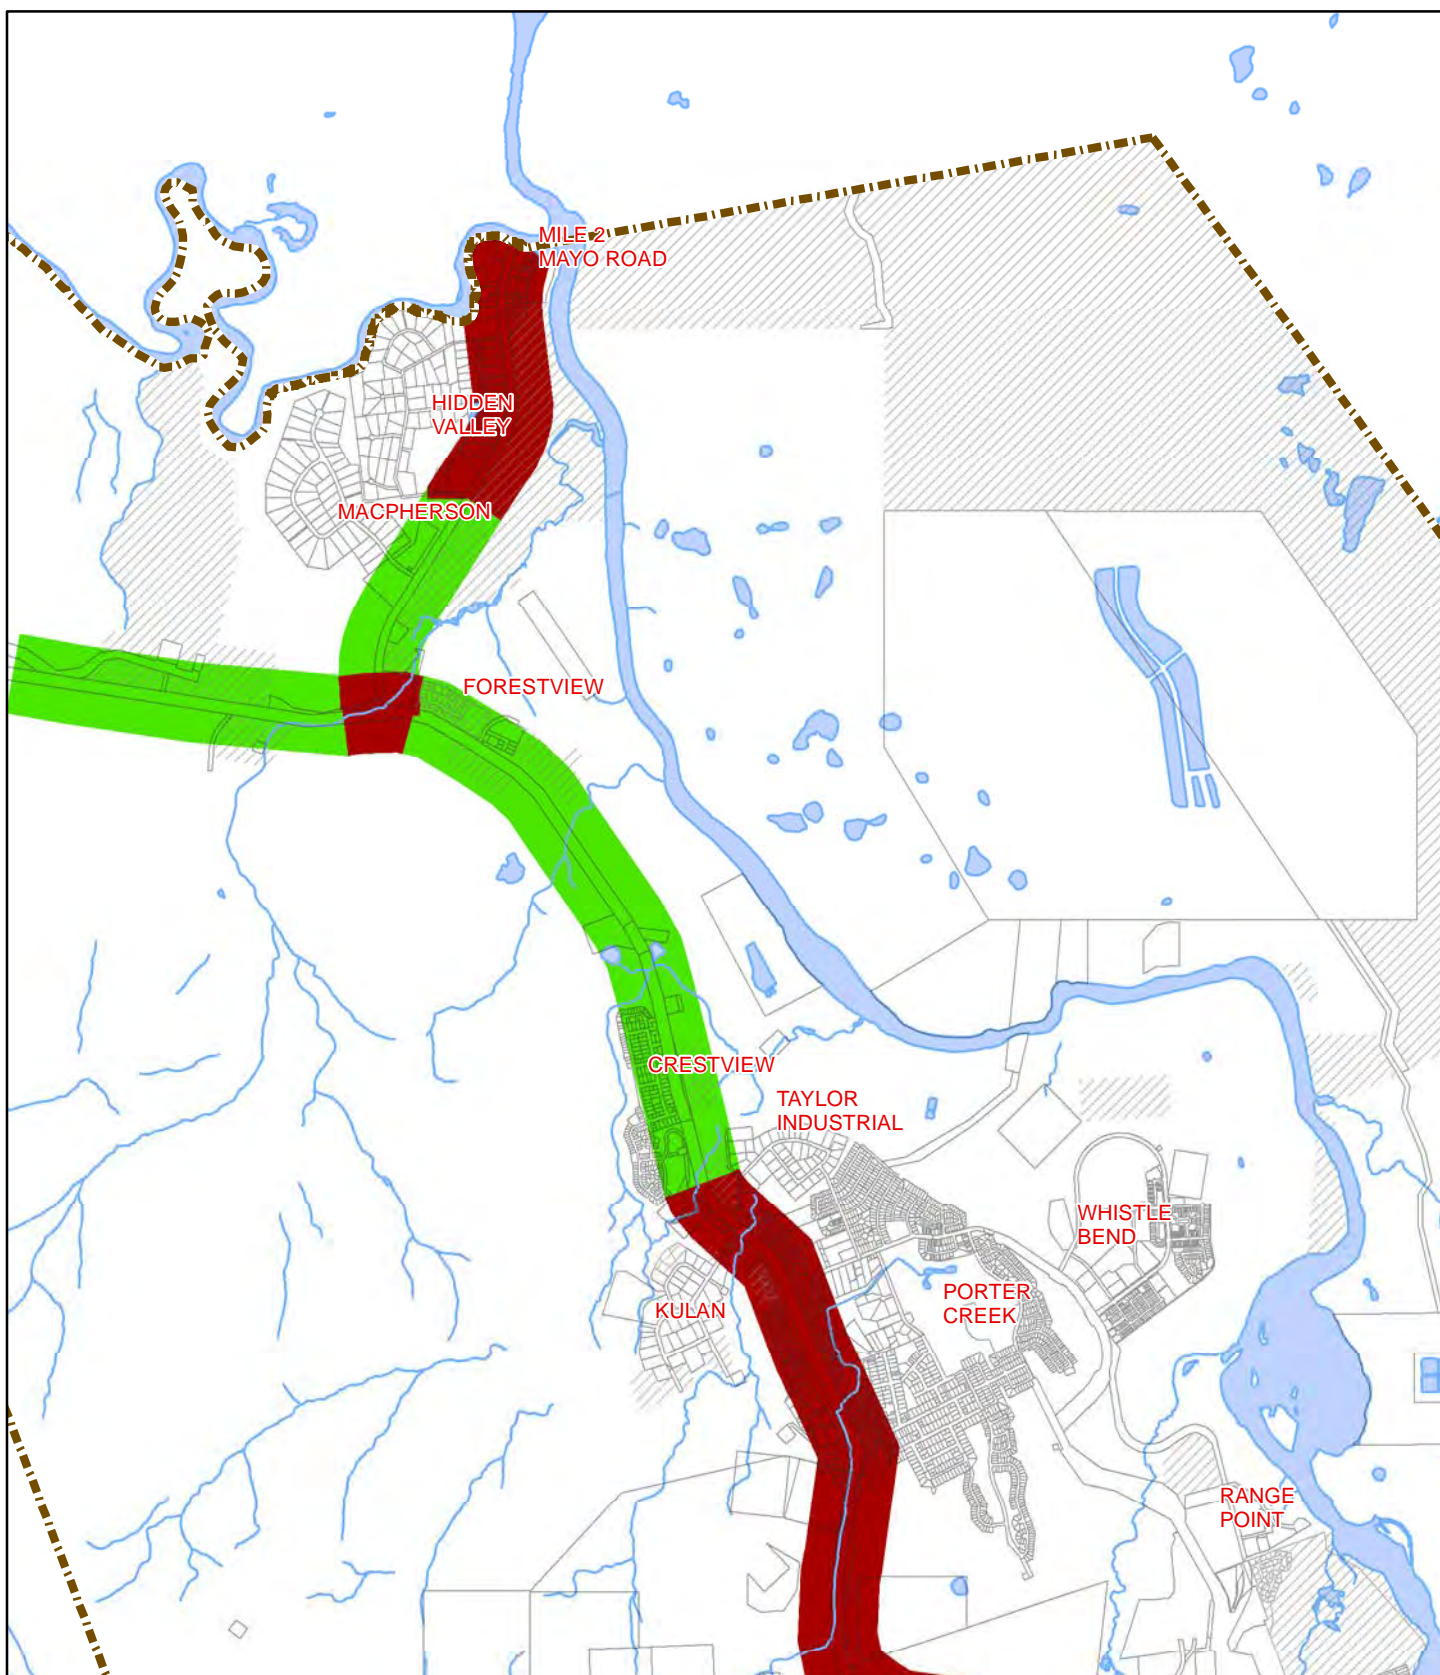 MILE 2
MAYO ROAD
HIDDEN
VALLEY
MACPHERSON
FORESTVIEW
CRESTVIEW
TAYLOR
INDUSTRIAL
WHISTLE
BEND
PORTER
CREEK
KULAN
RANGE
POINT